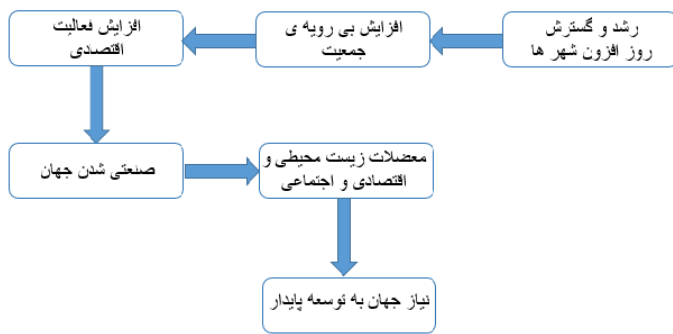 رشد و گسترش
روز افزون شهر ها
افزایش بی رویه ی
جمعیت
افزایش فعالیت
اقتصادی
صنعتی شدن جهان
معضلات زیست محیطی و
اقتصادی و اجتماعی
نیاز جهان به توسعه پایدار